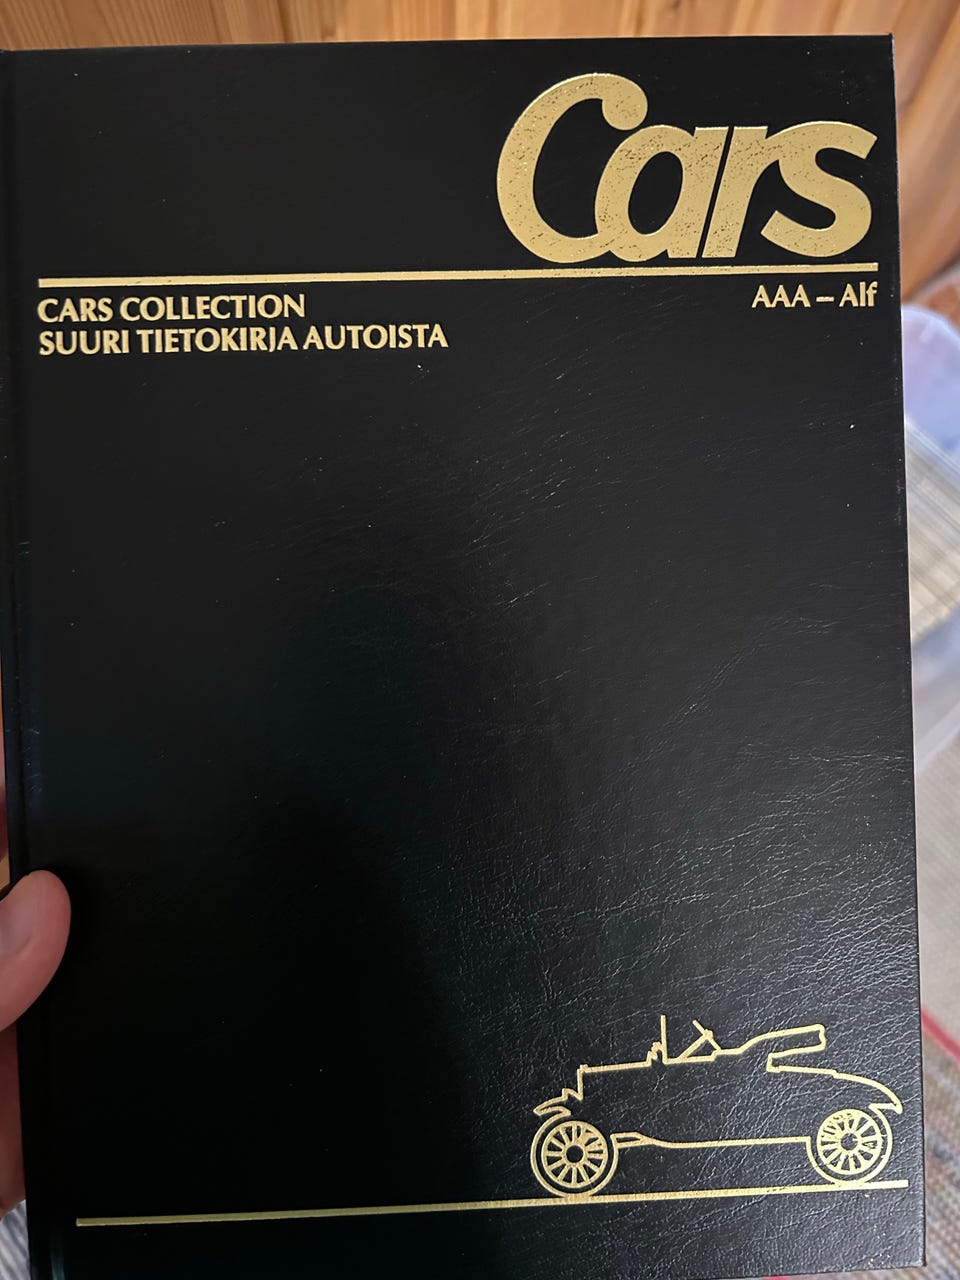 Cars
CARS COLLECTION
SUURI TIETOKIRJA AUTOISTA
AAA – Alf